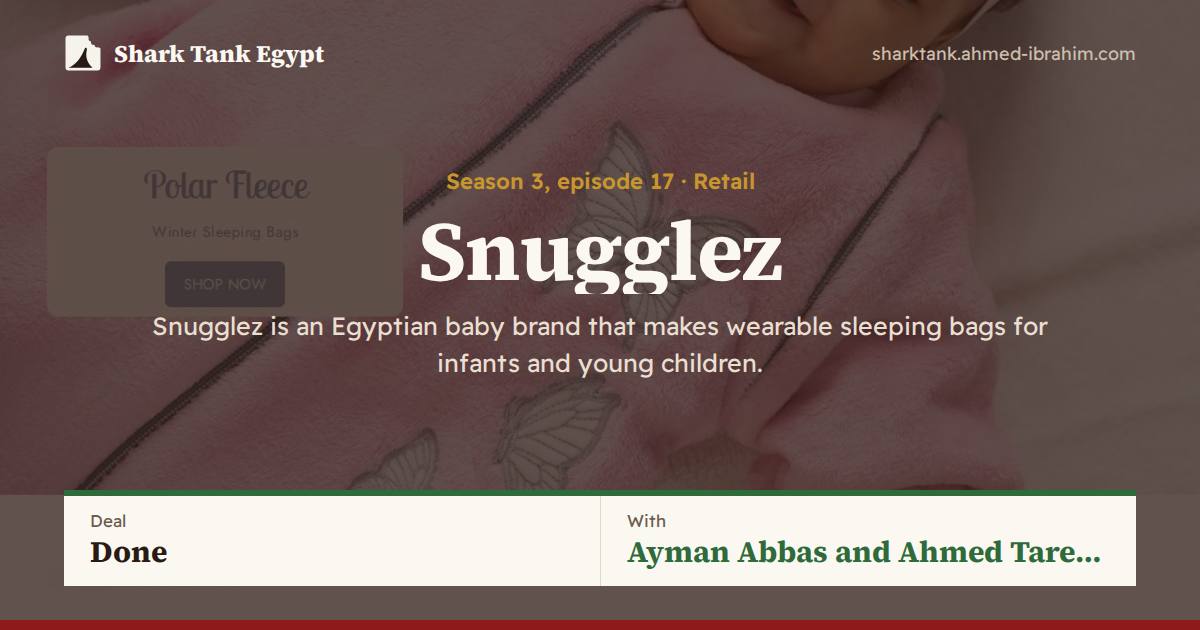 Shark Tank Egypt
sharktank.ahmed-ibrahim.com
Polar Fleece
Winter Sleeping Bags
SHOP NOW
Season 3, episode 17 · Retail
Snugglez
Snugglez is an Egyptian baby brand that makes wearable sleeping bags for
infants and young children.
Deal
Done
With
Ayman Abbas and Ahmed Tare...